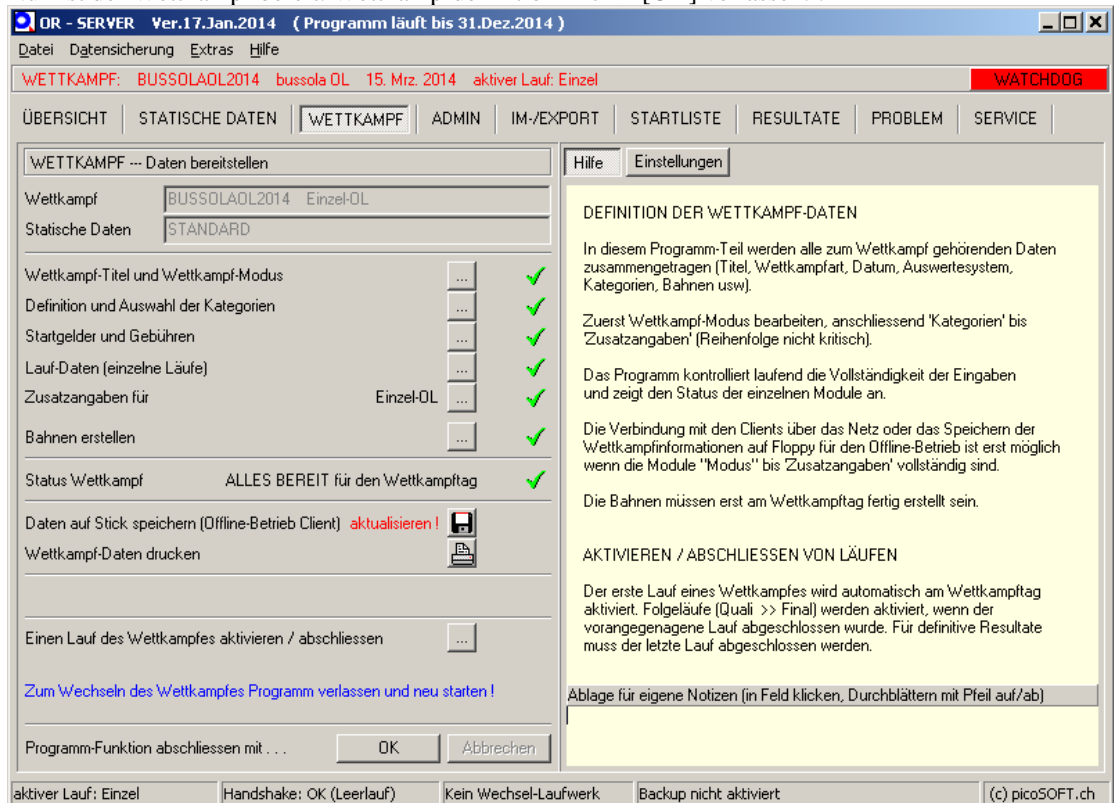 OR - SERVER Ver.17.Jan.2014 ( Programm läuft bis 31.Dez.2014 )
Datei Datensicherung Extras Hilfe
WETTKAMPF: BUSSOLAOL2014 bussola OL 15. Mrz. 2014 aktiver Lauf: Einzel
WATCHDOG
ÜBERSICHT STATISCHE DATEN WETTKAMPF ADMIN IM-/EXPORT STARTLISTE RESULTATE PROBLEM SERVICE
WETTKAMPF --- Daten bereitstellen
Wettkampf BUSSOLAOL2014 Einzel-OL
Statische Daten STANDARD
Wettkampf-Titel und Wettkampf-Modus ...
Definition und Auswahl der Kategorien ...
Startgelder und Gebühren ...
Lauf-Daten (einzelne Läufe) ...
Zusatzangaben für Einzel-OL ...
Bahnen erstellen ...
Status Wettkampf ALLES BEREIT für den Wettkampftag
Daten auf Stick speichern (Offline-Betrieb Client) aktualisieren !
Wettkampf-Daten drucken
Einen Lauf des Wettkampfes aktivieren / abschliessen ...
Zum Wechseln des Wettkampfes Programm verlassen und neu starten !
Programm-Funktion abschliessen mit . . . OK Abbrechen
Hilfe Einstellungen
DEFINITION DER WETTKAMPF-DATEN
In diesem Programm-Teil werden alle zum Wettkampf gehörenden Daten
zusammengetragen (Titel, Wettkampfart, Datum, Auswertesystem,
Kategorien, Bahnen usw).
Zuerst Wettkampf-Modus bearbeiten, anschliessend 'Kategorien' bis
'Zusatzangaben' (Reihenfolge nicht kritisch).
Das Programm kontrolliert laufend die Vollständigkeit der Eingaben
und zeigt den Status der einzelnen Module an.
Die Verbindung mit den Clients über das Netz oder das Speichern der
Wettkampfinformationen auf Floppy für den Offline-Betrieb ist erst möglich
wenn die Module "Modus" bis 'Zusatzangaben' vollständig sind.
Die Bahnen müssen erst am Wettkampftag fertig erstellt sein.
AKTIVIEREN / ABSCHLIESSEN VON LÄUFEN
Der erste Lauf eines Wettkampfes wird automatisch am Wettkampftag
aktiviert. Folgeläufe (Quali >> Final) werden aktiviert, wenn der
vorangegenagene Lauf abgeschlossen wurde. Für definitive Resultate
muss der letzte Lauf abgeschlossen werden.
Ablage für eigene Notizen (in Feld klicken, Durchblättern mit Pfeil auf/ab)
aktiver Lauf: Einzel Handshake: OK (Leerlauf) Kein Wechsel-Laufwerk Backup nicht aktiviert (c) picoSOFT.ch